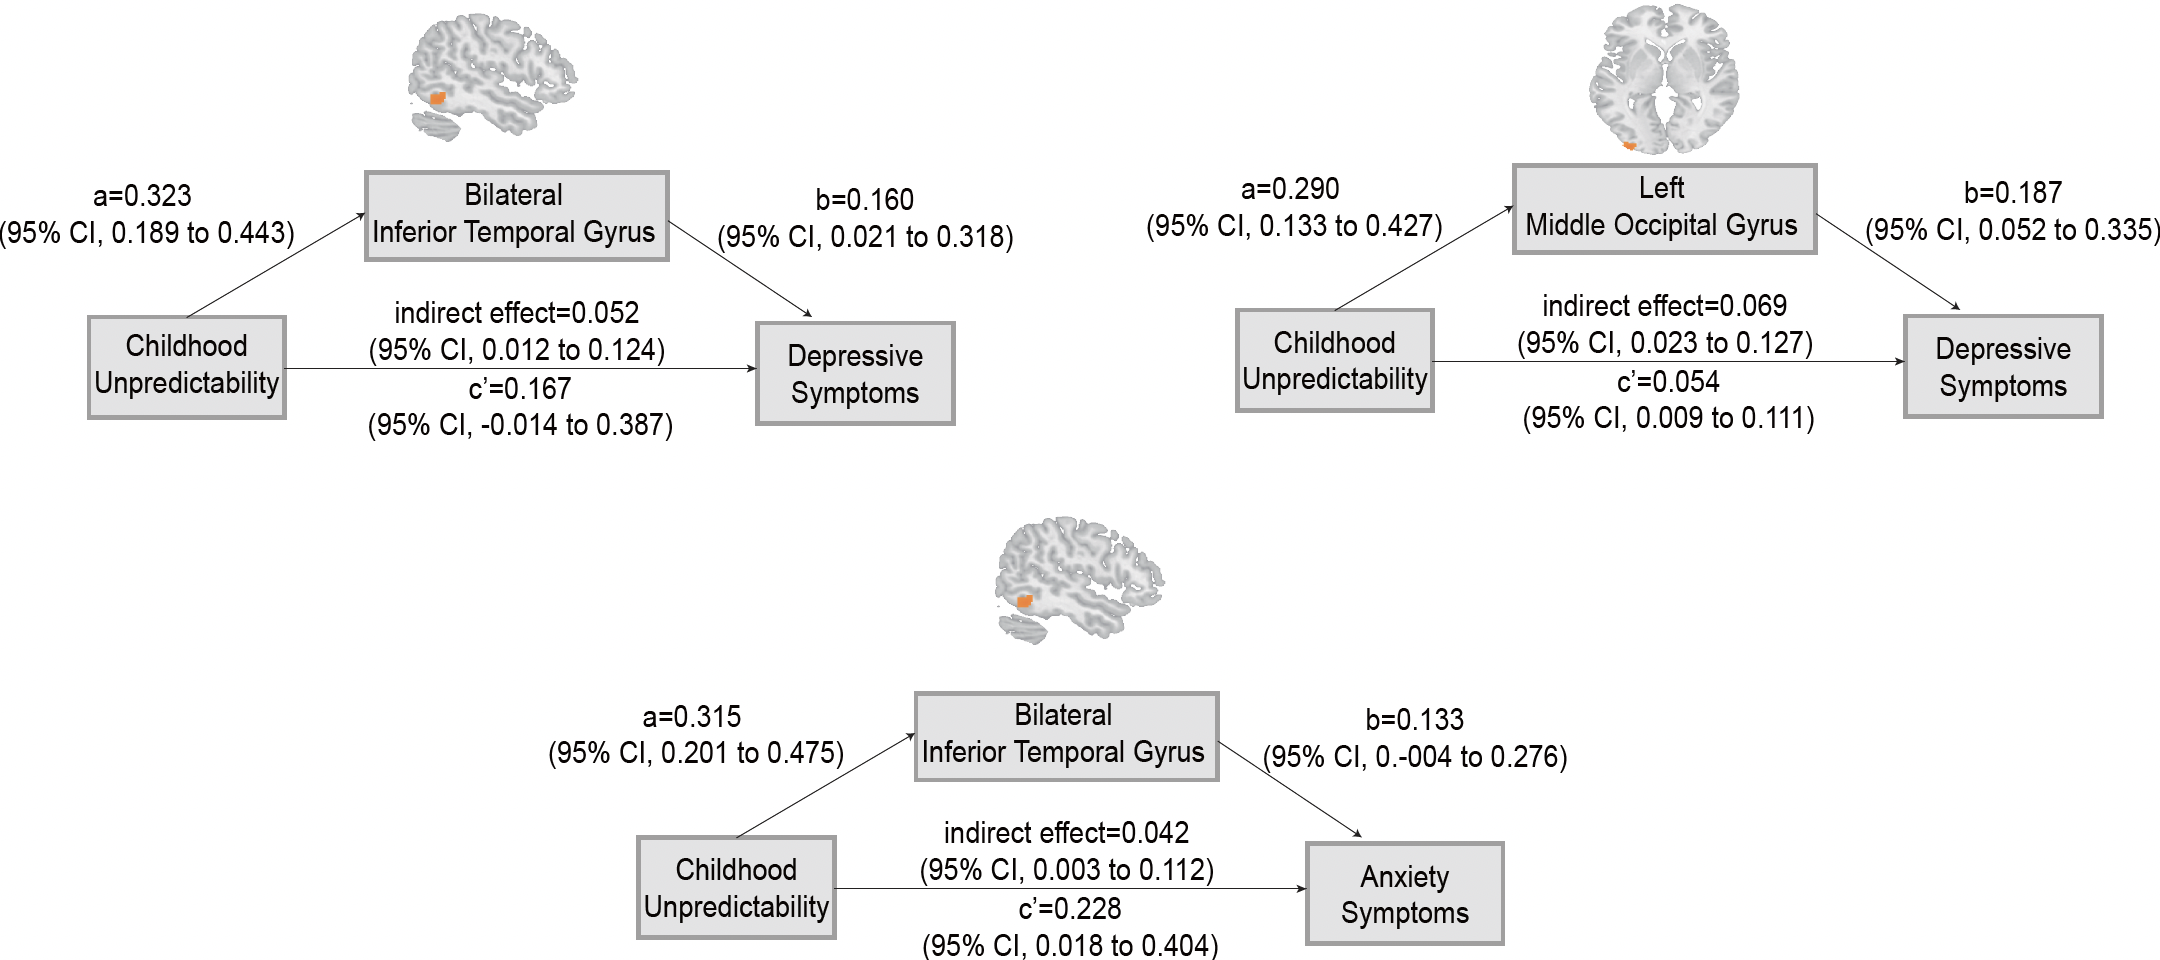 a=0.323
(95% CI, 0.189 to 0.443)
Bilateral
Inferior Temporal Gyrus
b=0.160
(95% CI, 0.021 to 0.318)
Childhood
Unpredictability
indirect effect=0.052
(95% CI, 0.012 to 0.124)
c’=0.167
(95% CI, -0.014 to 0.387)
Depressive
Symptoms
a=0.290
(95% CI, 0.133 to 0.427)
Left
Middle Occipital Gyrus
b=0.187
(95% CI, 0.052 to 0.335)
Childhood
Unpredictability
indirect effect=0.069
(95% CI, 0.023 to 0.127)
c’=0.054
(95% CI, 0.009 to 0.111)
Depressive
Symptoms
a=0.315
(95% CI, 0.201 to 0.475)
Bilateral
Inferior Temporal Gyrus
b=0.133
(95% CI, 0.-004 to 0.276)
Childhood
Unpredictability
indirect effect=0.042
(95% CI, 0.003 to 0.112)
c’=0.228
(95% CI, 0.018 to 0.404)
Anxiety
Symptoms